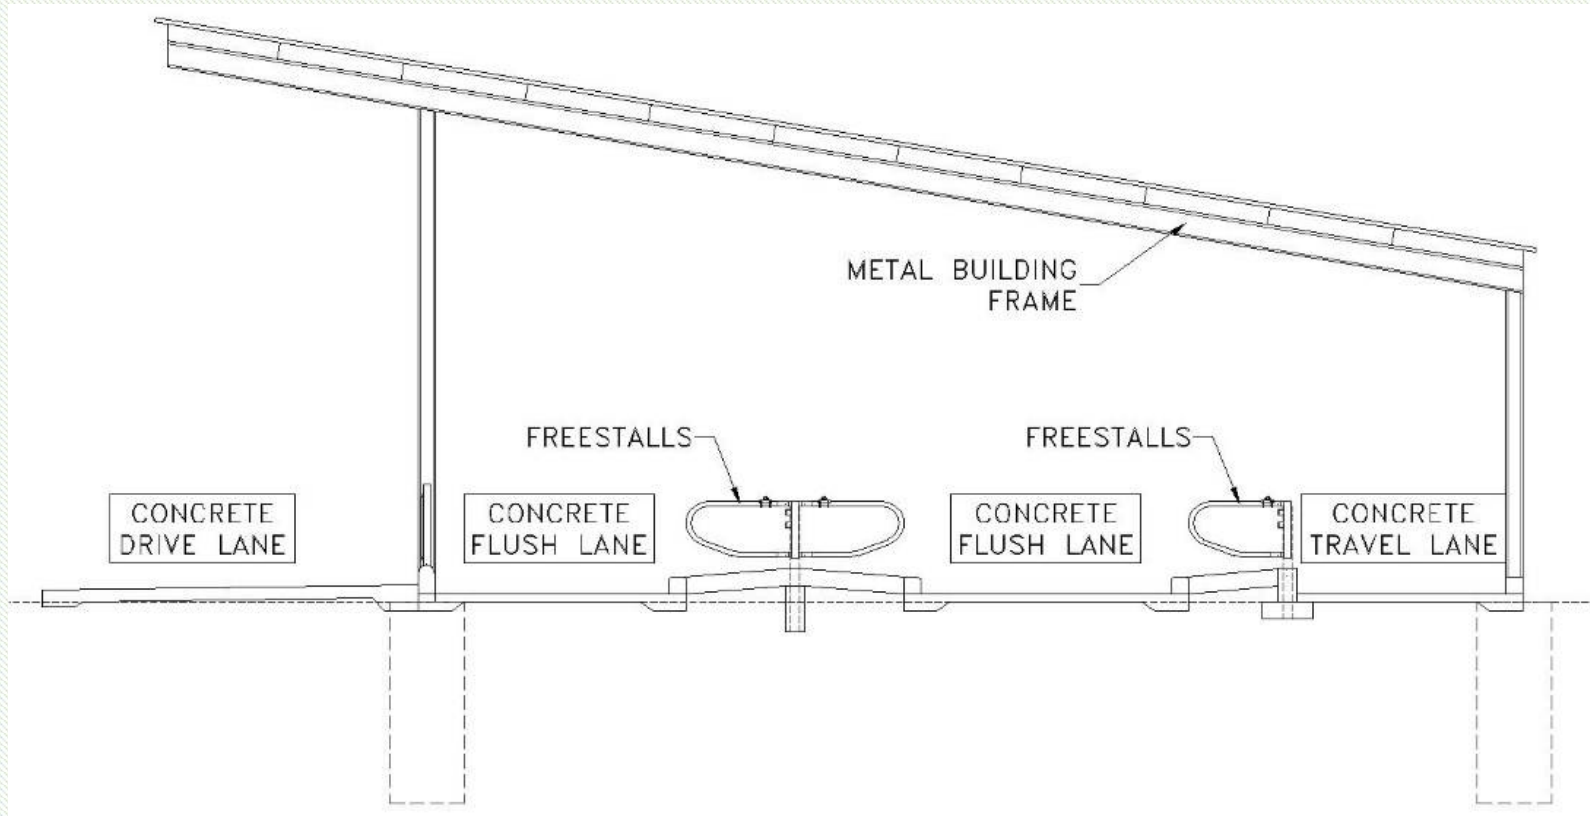 METAL BUILDING
FRAME
FREESTALLS
FREESTALLS
CONCRETE
DRIVE LANE
CONCRETE
FLUSH LANE
CONCRETE
FLUSH LANE
CONCRETE
TRAVEL LANE